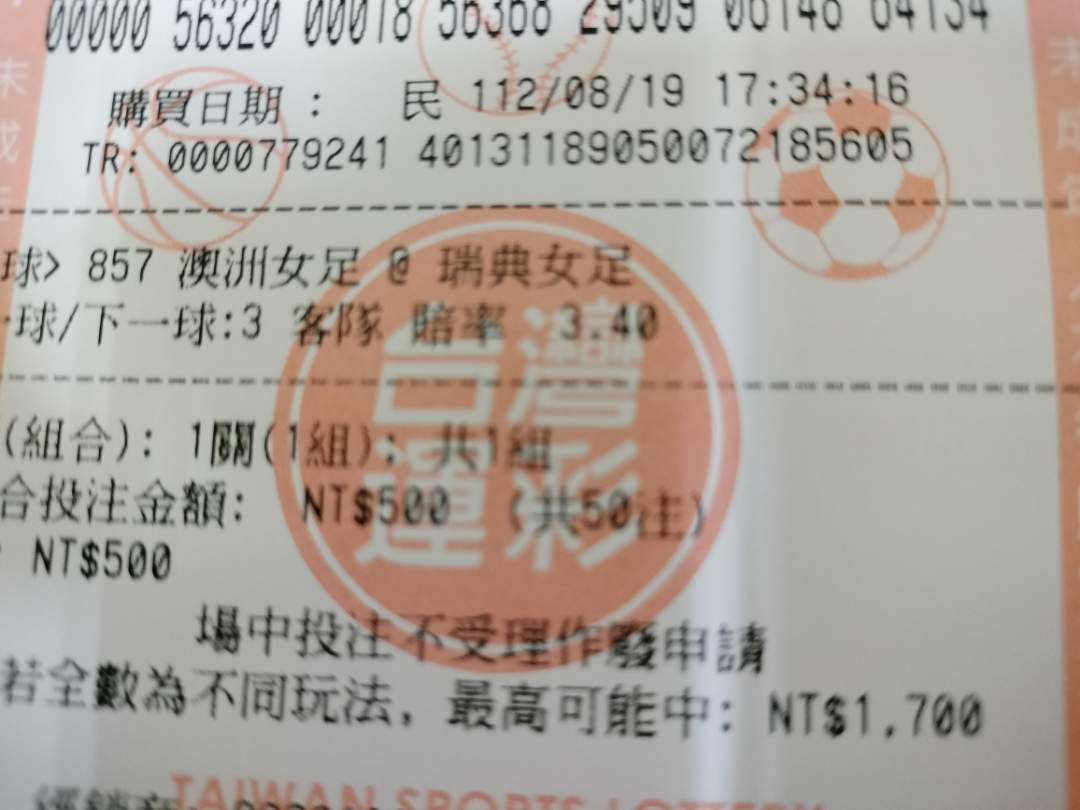 00000 56320 00018 56368 29509 06148 64134
購買日期： 民 112/08/19 17:34:16
TR: 0000779241 40131189050072185605
球> 857 澳洲女足 @ 瑞典女足
球/下一球:3 客隊 賠率 3.40
(組合): 1關(1組): 共1組
合投注金額: NT$500 (共50注)
NT$500
場中投注不受理作廢申請
若全數為不同玩法, 最高可能中: NT$1,700
台灣
運彩
TAIWAN SPORTS LOTTERY